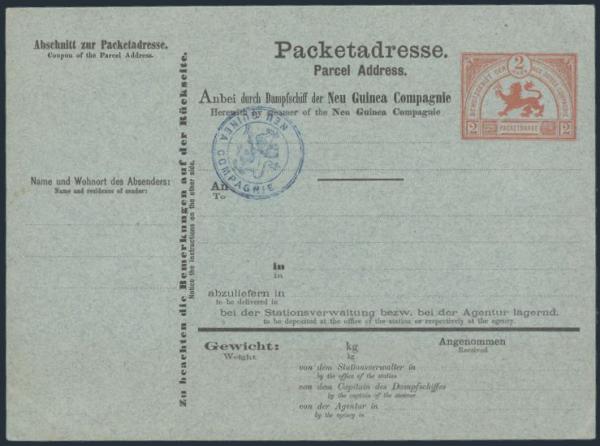 Abschnitt zur Packetadresse.
Coupon of the Parcel Address.
Name und Wohnort des Absenders:
Name and residence of sender:
Zu beachten die Bemerkungen auf der Rückseite.
Notice the instructions on the other side.
Packetadresse.
Parcel Address.
Anbei durch Dampfschiff der Neu Guinea Compagnie
Herewith by steamer of the Neu Guinea Compagnie
2
PACKETMARKE
2 2
NEU GUINEA COMPAGNIE
An
To
in
in
abzuliefern in
to be delivered in
bei der Stationsverwaltung bezw. bei der Agentur lagernd.
to be deposited at the office of the station or respectively at the agency.
Gewicht: kg
Weight kg
Angenommen
Received
von dem Stationsverwalter in
by the office of the station
von dem Capitain des Dampfschiffes
by the captain of the steamer
von der Agentur in
by the agency in